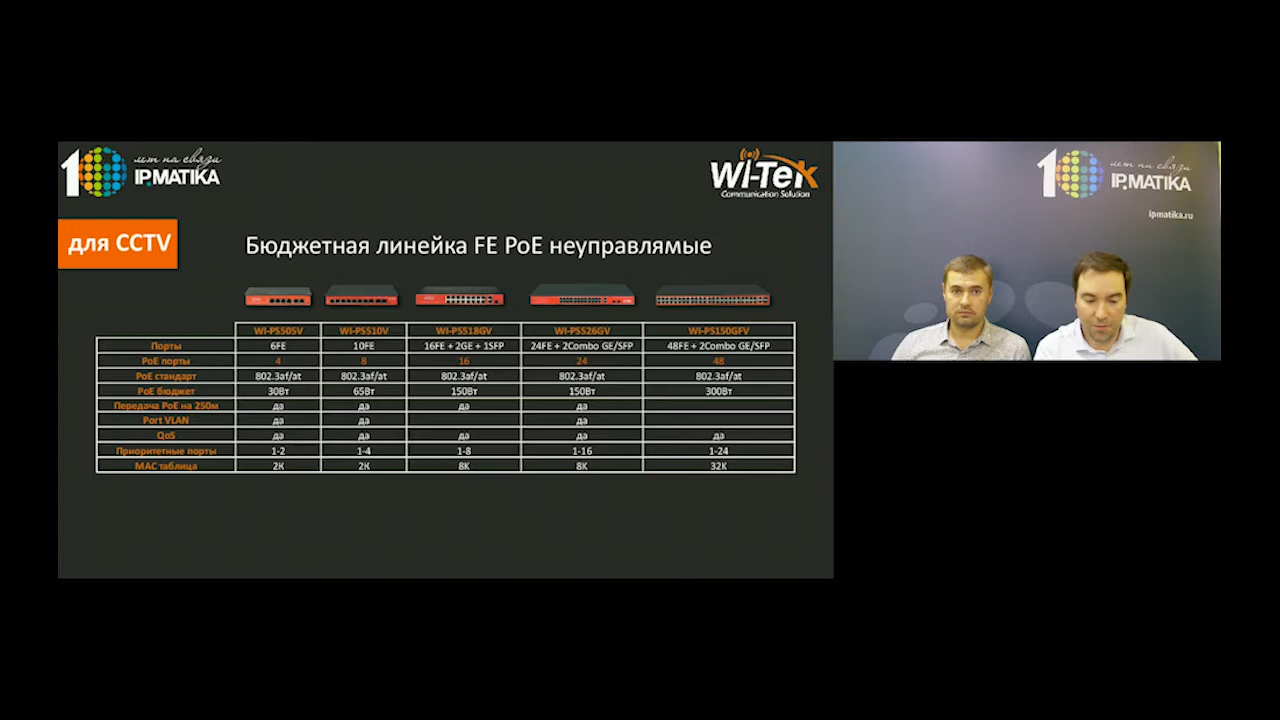 10 лет на связи
IP.MATIKA
Wi-Tek
Communication Solution
для CCTV
Бюджетная линейка FE PoE неуправлямые
WI-PS505V WI-PS510V WI-PS518GV WI-PS526GV WI-PS150GFV
Порты 6FE 10FE 16FE + 2GE + 1SFP 24FE + 2Combo GE/SFP 48FE + 2Combo GE/SFP
PoE порты 4 8 16 24 48
PoE стандарт 802.3af/at 802.3af/at 802.3af/at 802.3af/at 802.3af/at
PoE бюджет 30Вт 65Вт 150Вт 150Вт 300Вт
Передача PoE на 250м да да да да
Port VLAN да да да
QoS да да да да да
Приоритетные порты 1-2 1-4 1-8 1-16 1-24
MAC таблица 2K 2K 8K 8K 32K
10 лет на связи
IP.MATIKA
ipmatika.ru